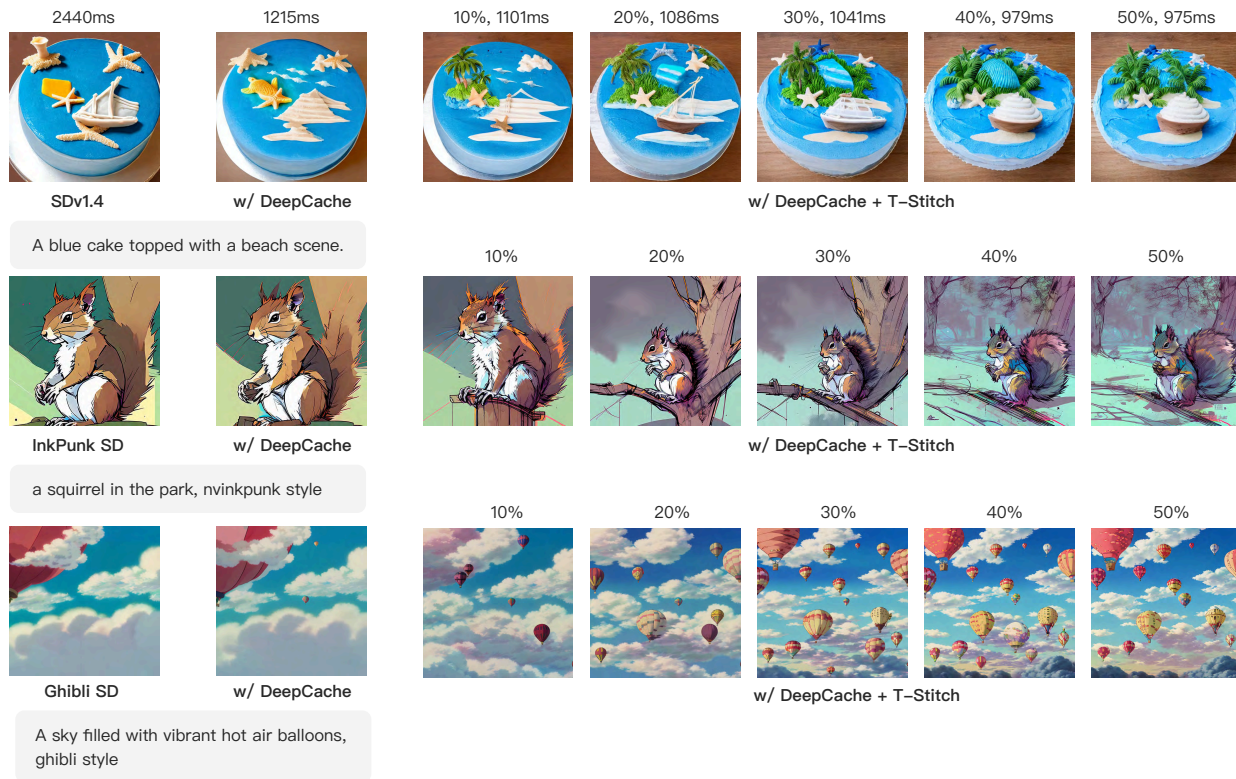 2440ms 1215ms 10%, 1101ms 20%, 1086ms 30%, 1041ms 40%, 979ms 50%, 975ms
SDv1.4 w/ DeepCache w/ DeepCache + T-Stitch
A blue cake topped with a beach scene.
10% 20% 30% 40% 50%
InkPunk SD w/ DeepCache w/ DeepCache + T-Stitch
a squirrel in the park, nvinkpunk style
10% 20% 30% 40% 50%
Ghibli SD w/ DeepCache w/ DeepCache + T-Stitch
A sky filled with vibrant hot air balloons,
ghibli style